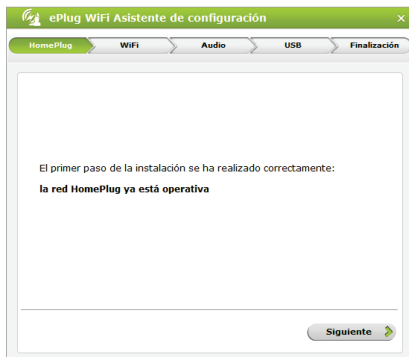 ePlug WiFi Asistente de configuración
HomePlug WiFi Audio USB Finalización
El primer paso de la instalación se ha realizado correctamente:
la red HomePlug ya está operativa
Siguiente